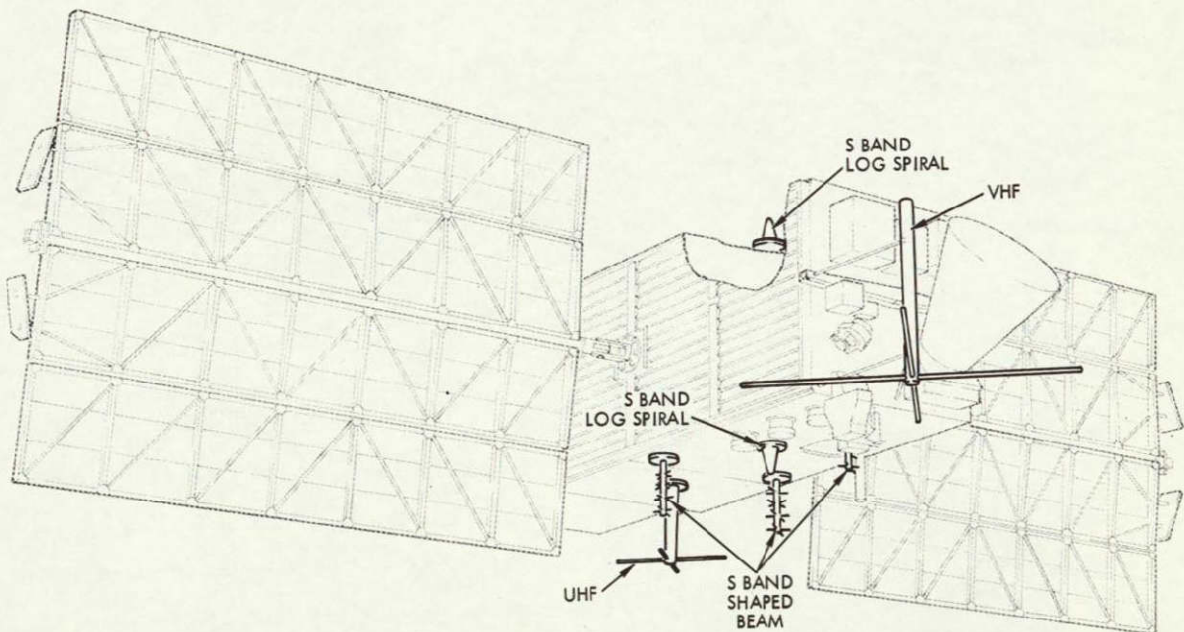 S BAND
LOG SPIRAL
VHF
S BAND
LOG SPIRAL
UHF
S BAND
SHAPED
BEAM